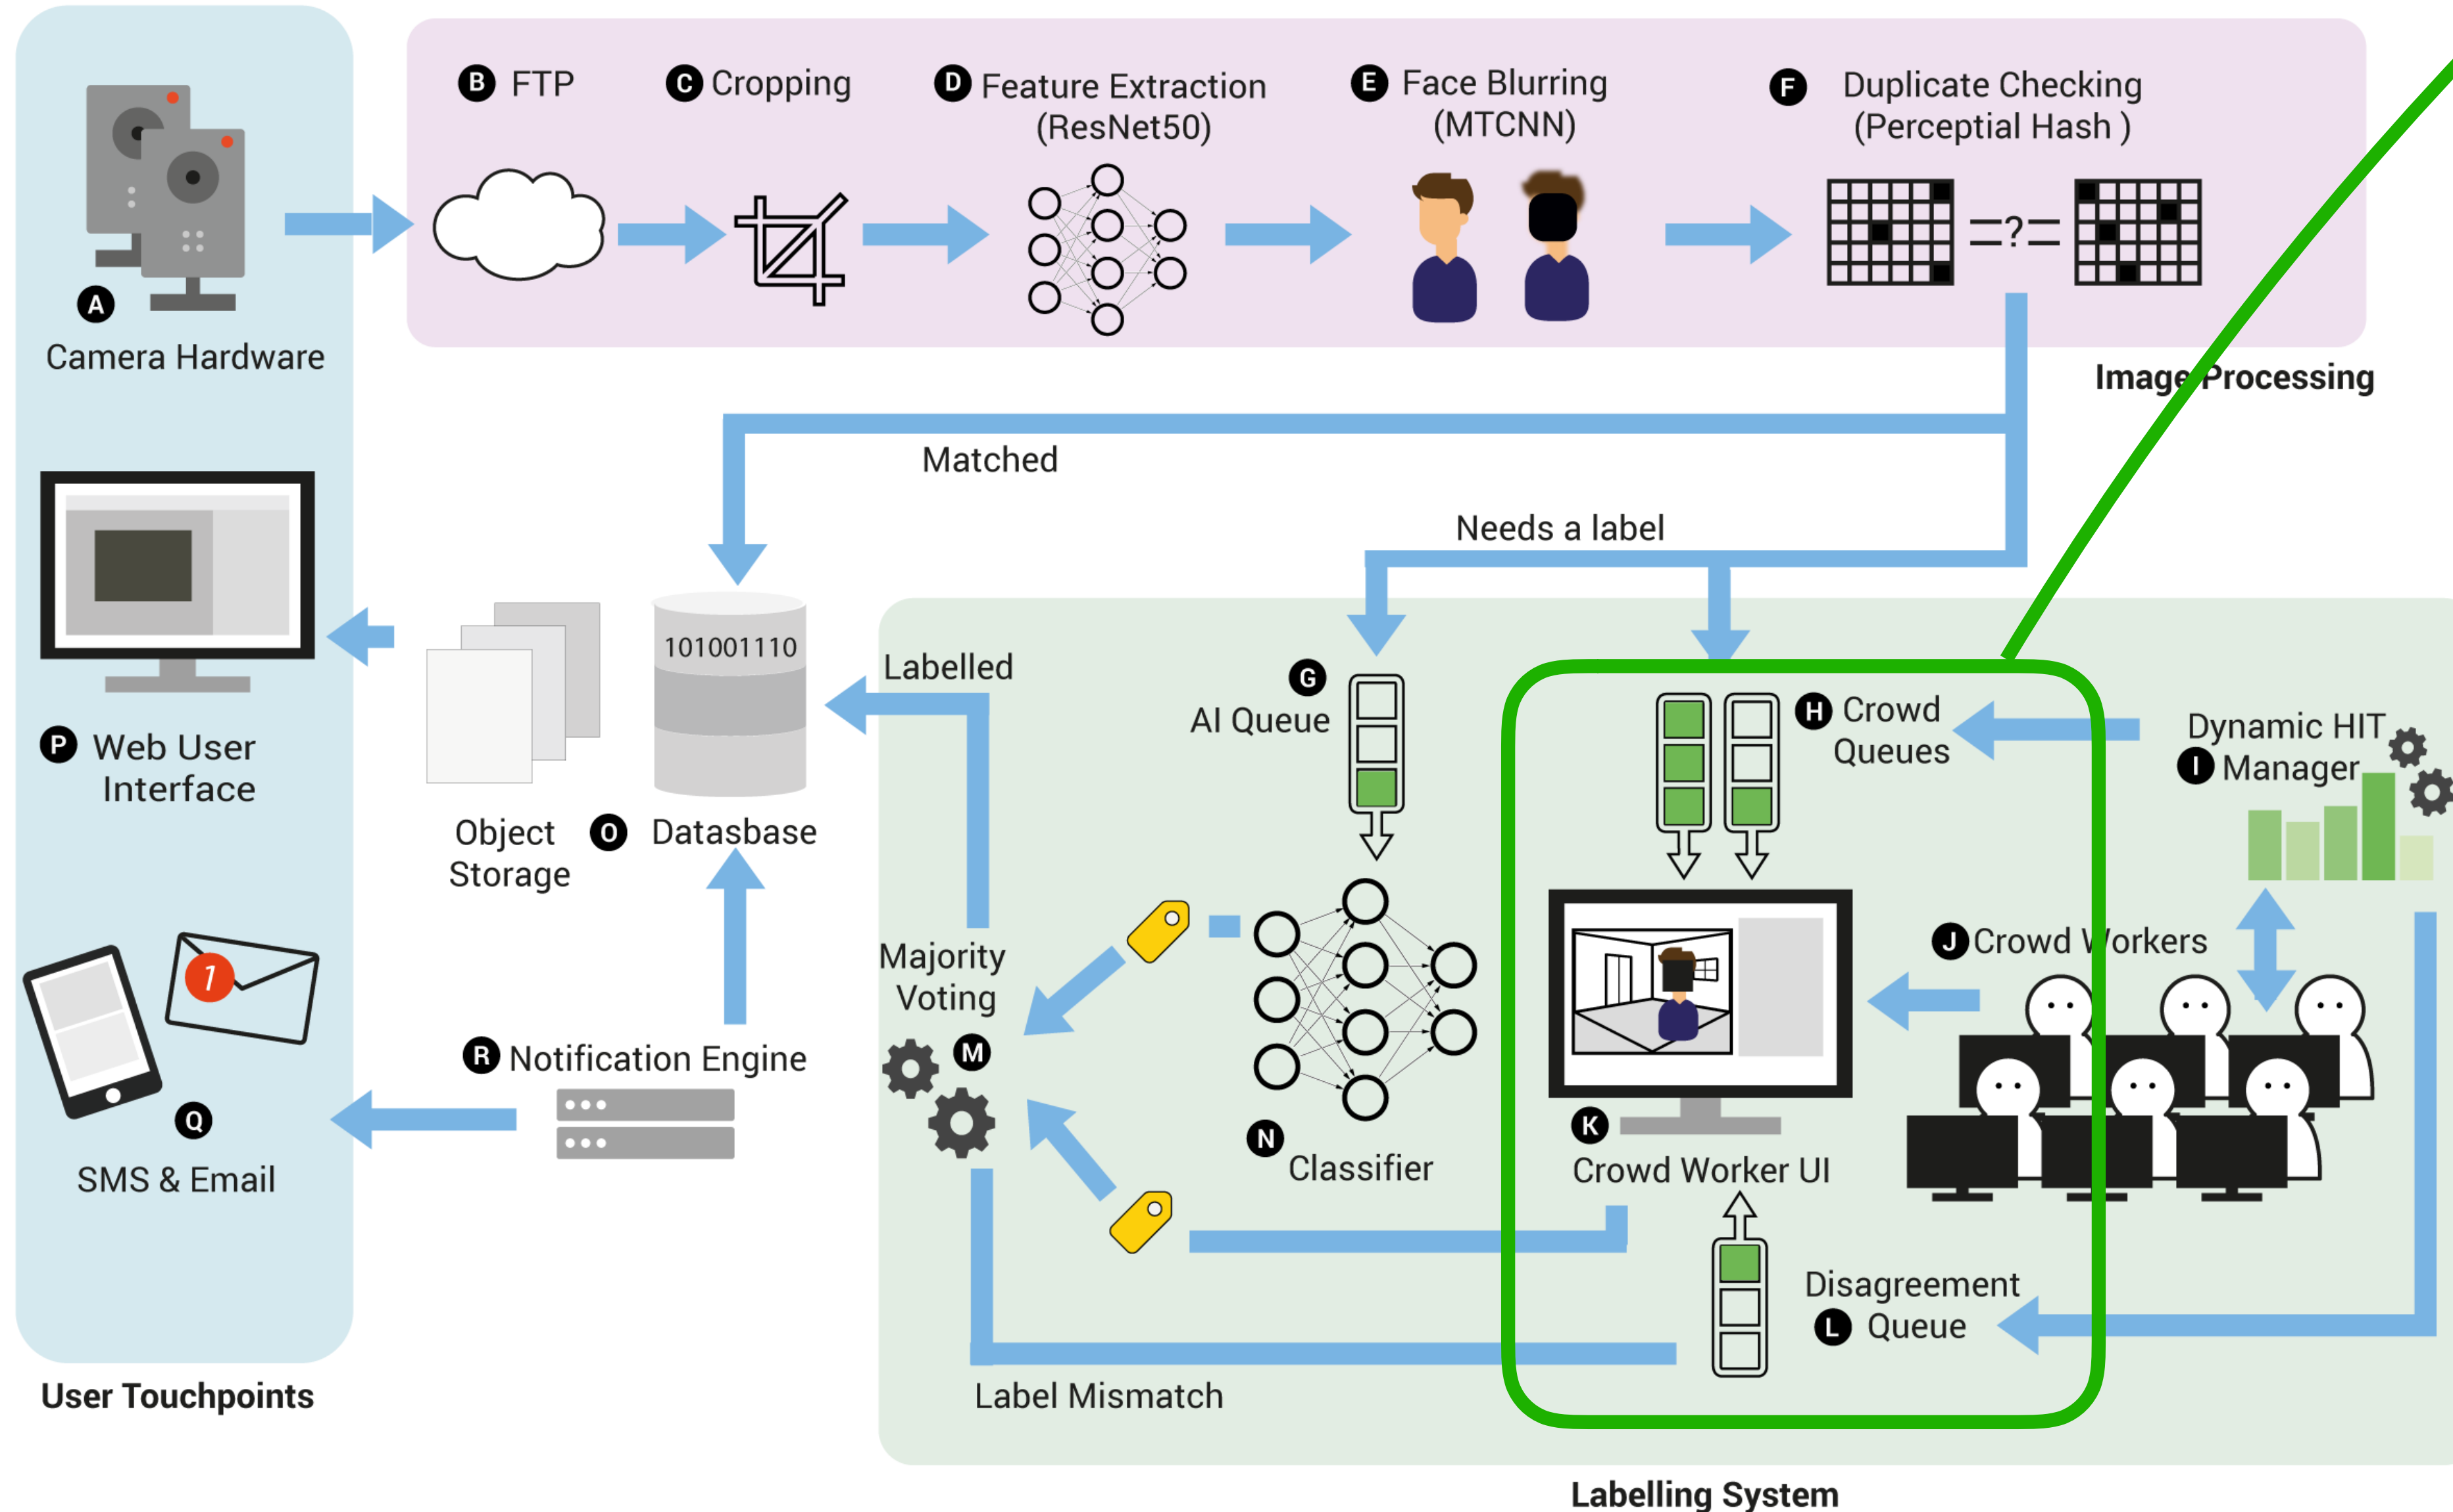 B FTP
C Cropping
D Feature Extraction
(ResNet50)
E Face Blurring
(MTCNN)
F Duplicate Checking
(Perceptial Hash )
=?=
Image Processing
A
Camera Hardware
Matched
Needs a label
101001110
Labelled
G
AI Queue
H Crowd
Queues
Dynamic HIT
I Manager
P Web User
Interface
Object
Storage
O Datasbase
J Crowd Workers
Majority
Voting
M
1
R Notification Engine
Q
SMS & Email
N
Classifier
K
Crowd Worker UI
Disagreement
L Queue
Label Mismatch
User Touchpoints
Labelling System